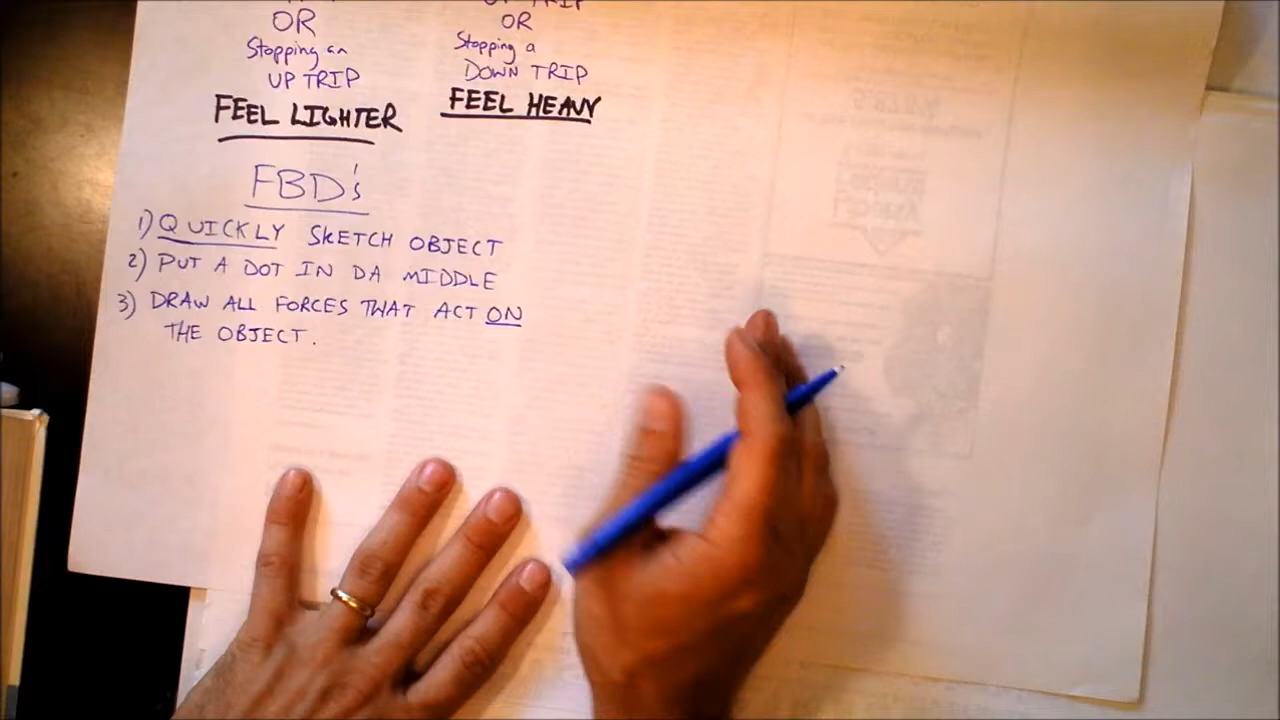 OR
Stopping an
UP TRIP
FEEL LIGHTER
OR
Stopping a
DOWN TRIP
FEEL HEAVY
FBD's
1) QUICKLY SKETCH OBJECT
2) PUT A DOT IN DA MIDDLE
3) DRAW ALL FORCES THAT ACT ON
THE OBJECT.